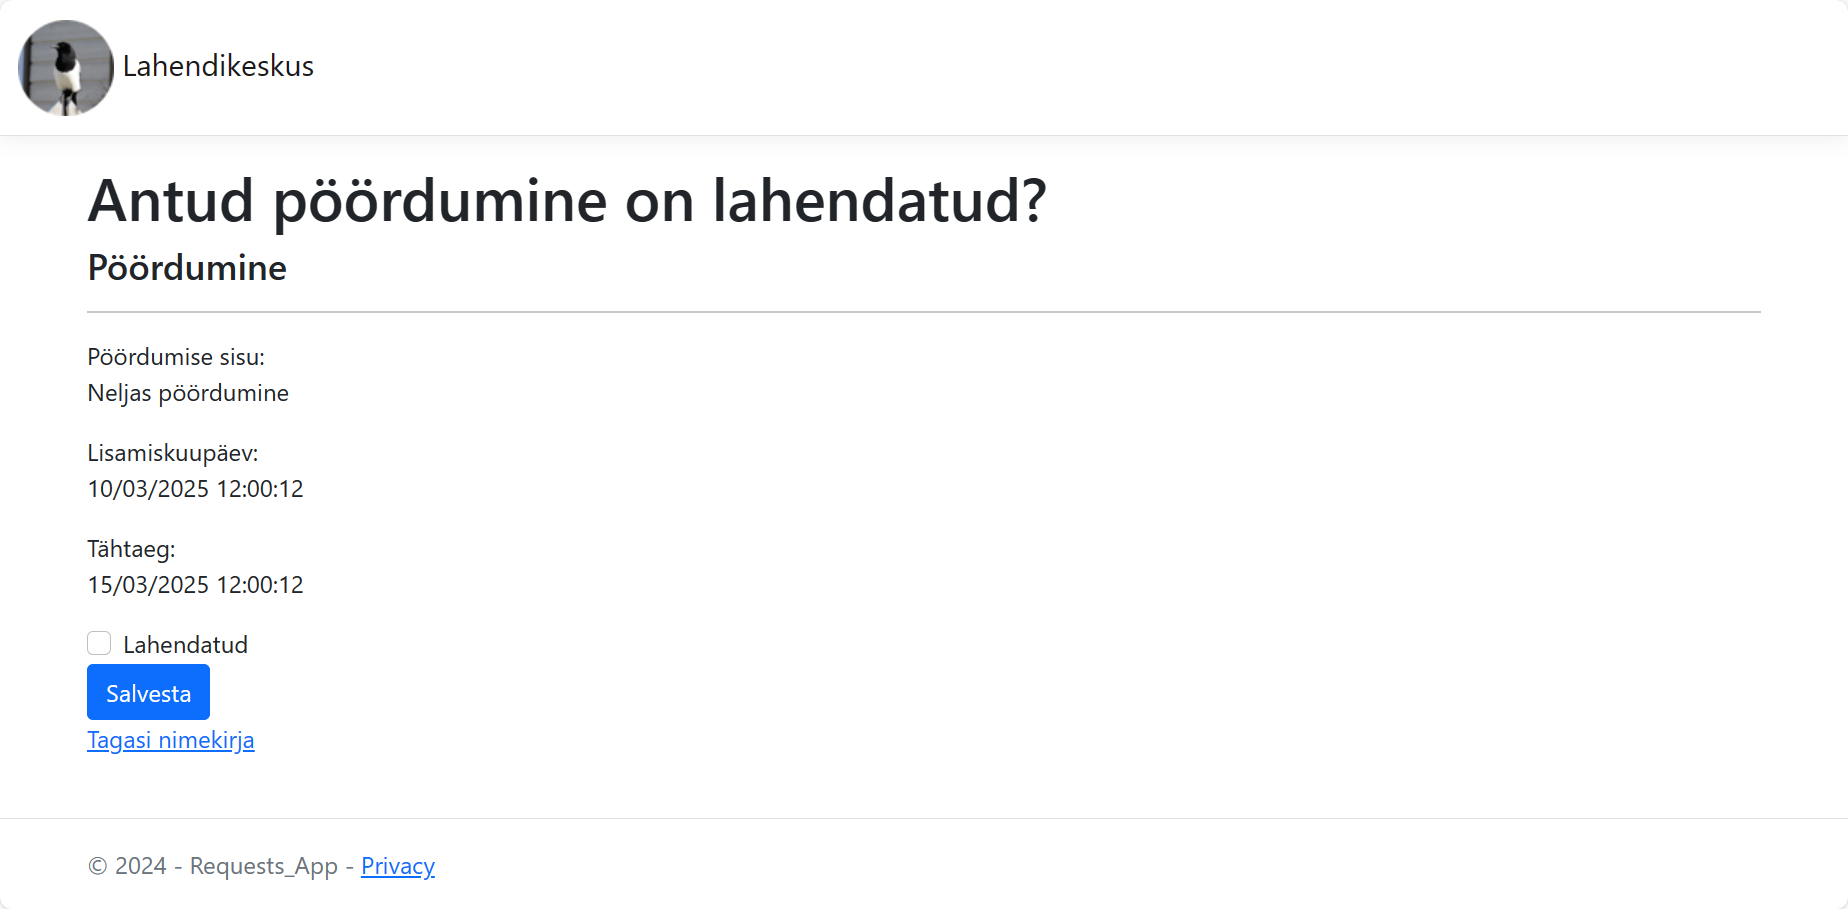 Lahendikeskus
Antud pöördumine on lahendatud?
Pöördumine
Pöördumise sisu:
Neljas pöördumine
Lisamiskuupäev:
10/03/2025 12:00:12
Tähtaeg:
15/03/2025 12:00:12
Lahendatud
Salvesta
Tagasi nimekirja
© 2024 - Requests_App - Privacy